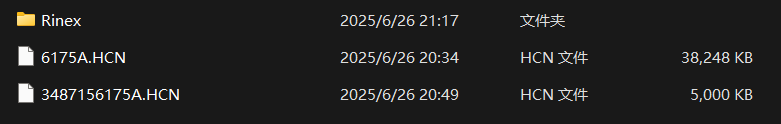 Rinex 2025/6/26 21:17 文件夹
6175A.HCN 2025/6/26 20:34 HCN 文件 38,248 KB
3487156175A.HCN 2025/6/26 20:49 HCN 文件 5,000 KB